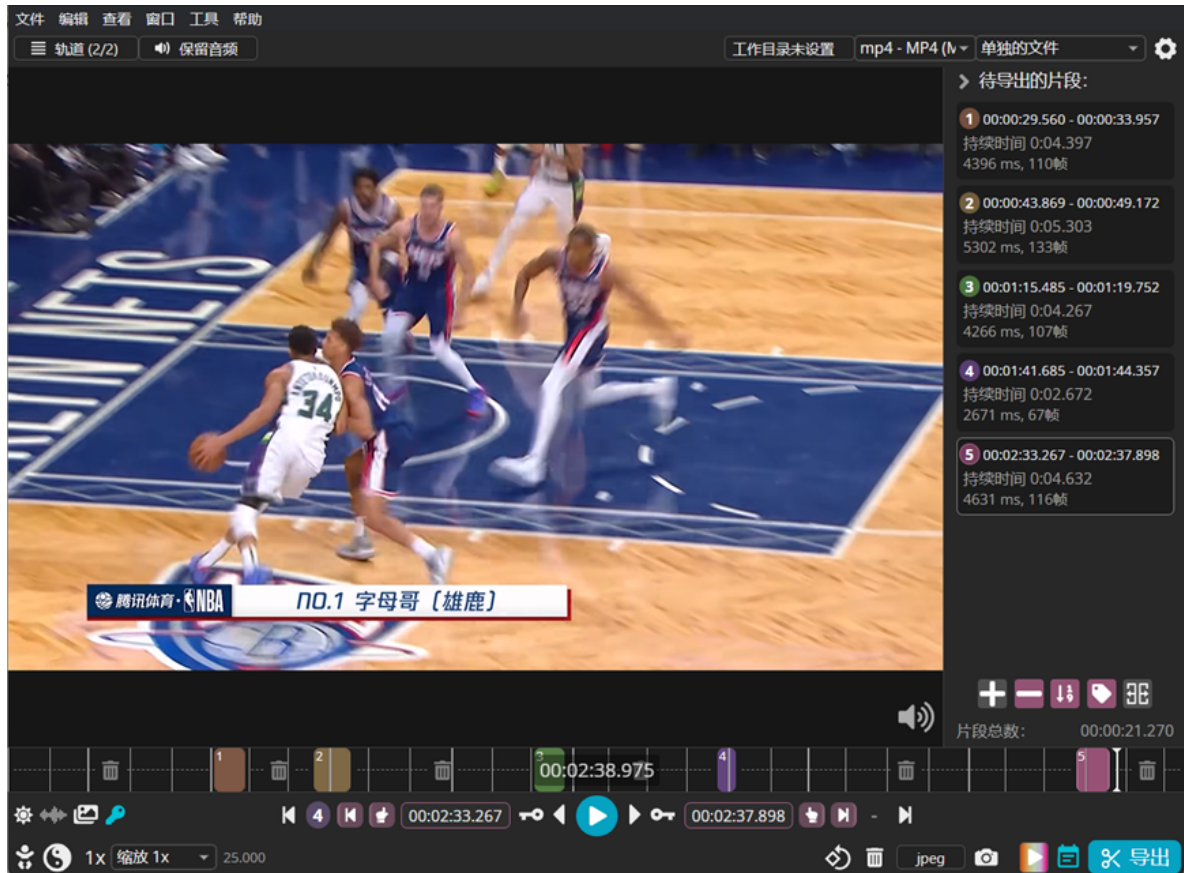 文件 编辑 查看 窗口 工具 帮助
轨道 (2/2) 保留音频 工作目录未设置 mp4 - MP4 (M 单独的文件
待导出的片段:
1 00:00:29.560 - 00:00:33.957
持续时间 0:04.397
4396 ms, 110帧
2 00:00:43.869 - 00:00:49.172
持续时间 0:05.303
5302 ms, 133帧
3 00:01:15.485 - 00:01:19.752
持续时间 0:04.267
4266 ms, 107帧
4 00:01:41.685 - 00:01:44.357
持续时间 0:02.672
2671 ms, 67帧
5 00:02:33.267 - 00:02:37.898
持续时间 0:04.632
4631 ms, 116帧
NETS
34
腾讯体育·NBA NO.1 字母哥(雄鹿)
片段总数: 00:00:21.270
1 2 3 4 5
00:02:38.975
4 00:02:33.267 00:02:37.898 -
1x 缩放 1x 25.000 jpeg 导出